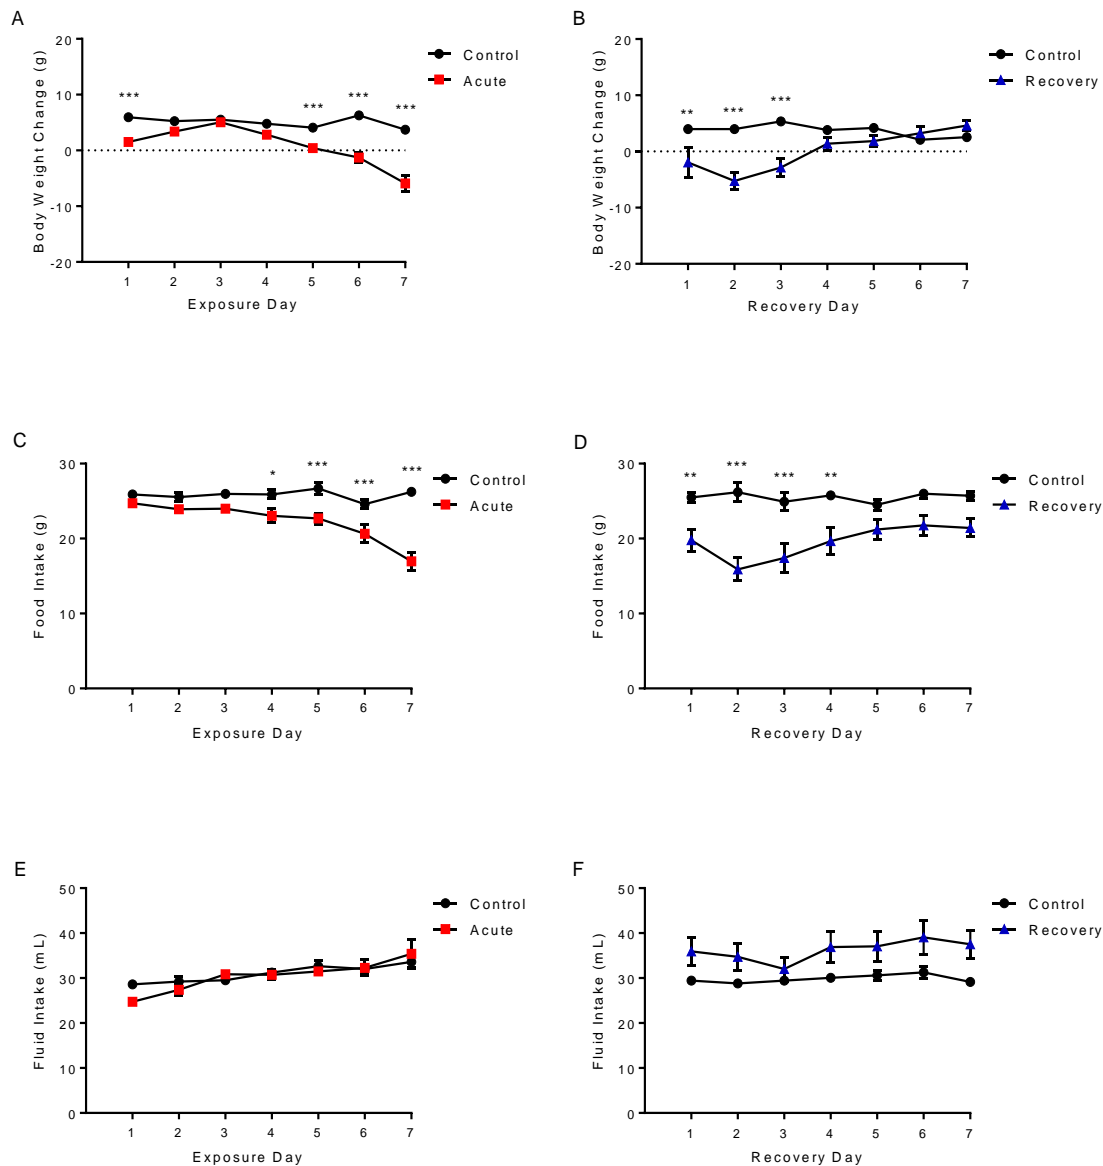 A
Body Weight Change (g)
20
10
0
-10
-20
***
***
***
***
Control
Acute
1 2 3 4 5 6 7
Exposure Day
B
Body Weight Change (g)
20
10
0
-10
-20
**
***
***
Control
Recovery
1 2 3 4 5 6 7
Recovery Day
C
Food Intake (g)
30
20
10
0
*
***
***
***
Control
Acute
1 2 3 4 5 6 7
Exposure Day
D
Food Intake (g)
30
20
10
0
**
***
***
**
Control
Recovery
1 2 3 4 5 6 7
Recovery Day
E
Fluid Intake (mL)
50
40
30
20
10
0
Control
Acute
1 2 3 4 5 6 7
Exposure Day
F
Fluid Intake (mL)
50
40
30
20
10
0
Control
Recovery
1 2 3 4 5 6 7
Recovery Day